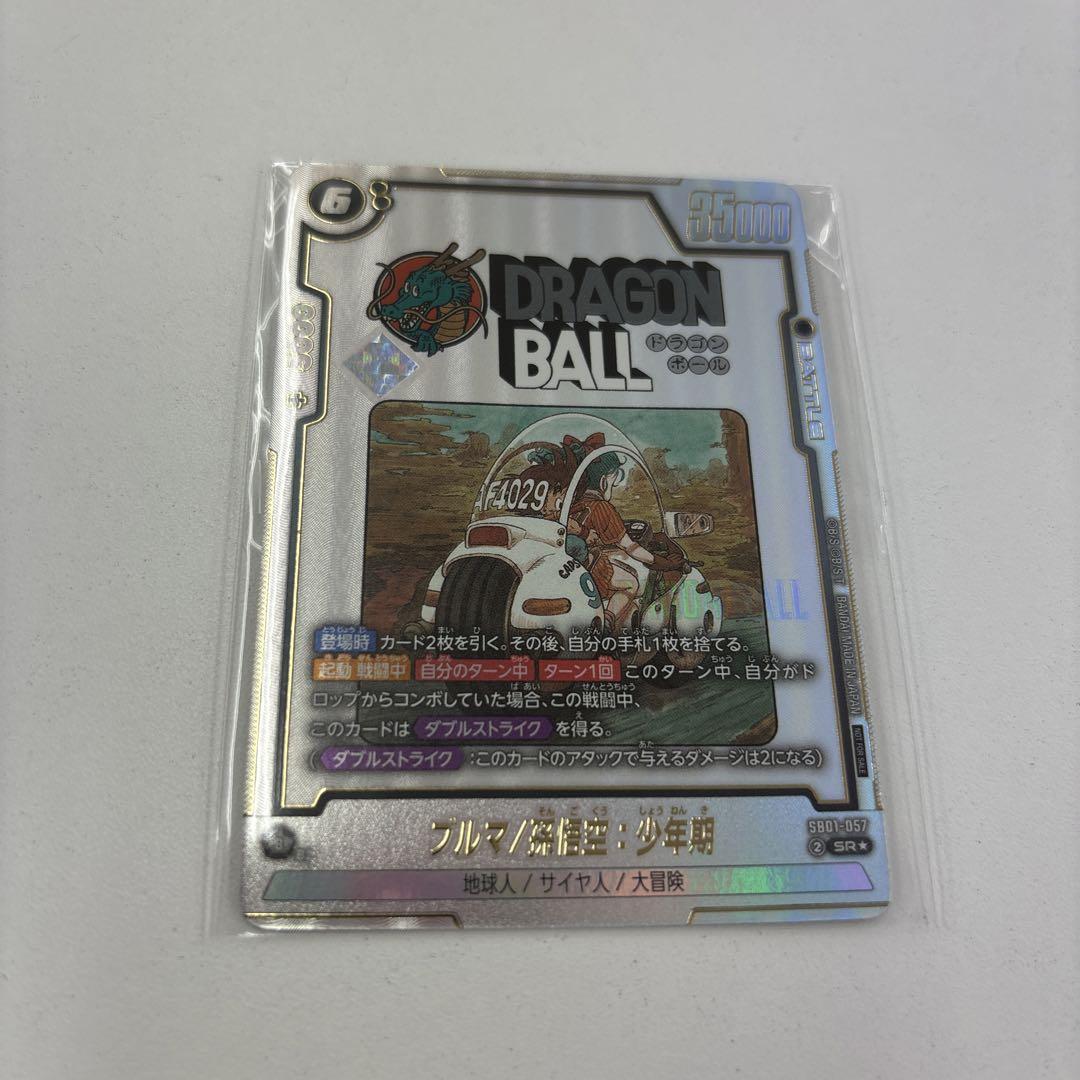 6
35000
DRAGON
BALL
ドラゴン
ボール
BATTLE
AF4029
登場時 カード2枚を引く。その後、自分の手札1枚を捨てる。
起動 戦闘中 自分のターン中 ターン1回 このターン中、自分がド
ロップからコンボしていた場合、この戦闘中、
このカードは ダブルストライク を得る。
( ダブルストライク :このカードのアタックで与えるダメージは2になる)
©B.S ©B/S,T BANDAI MADE IN JAPAN
NOT FOR SALE
ブルマ/孫悟空:少年期
SB01-057
② SR★
地球人 / サイヤ人 / 大冒険